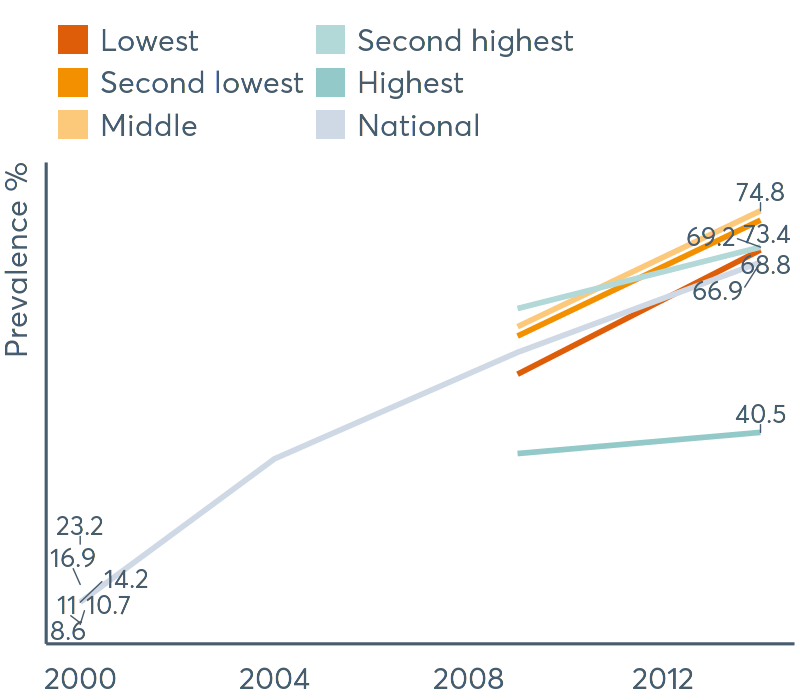 Lowest
Second highest
Second lowest
Highest
Middle
National
Prevalence %
74.8
69.2
73.4
68.8
66.9
40.5
23.2
16.9
14.2
11
10.7
8.6
2000
2004
2008
2012